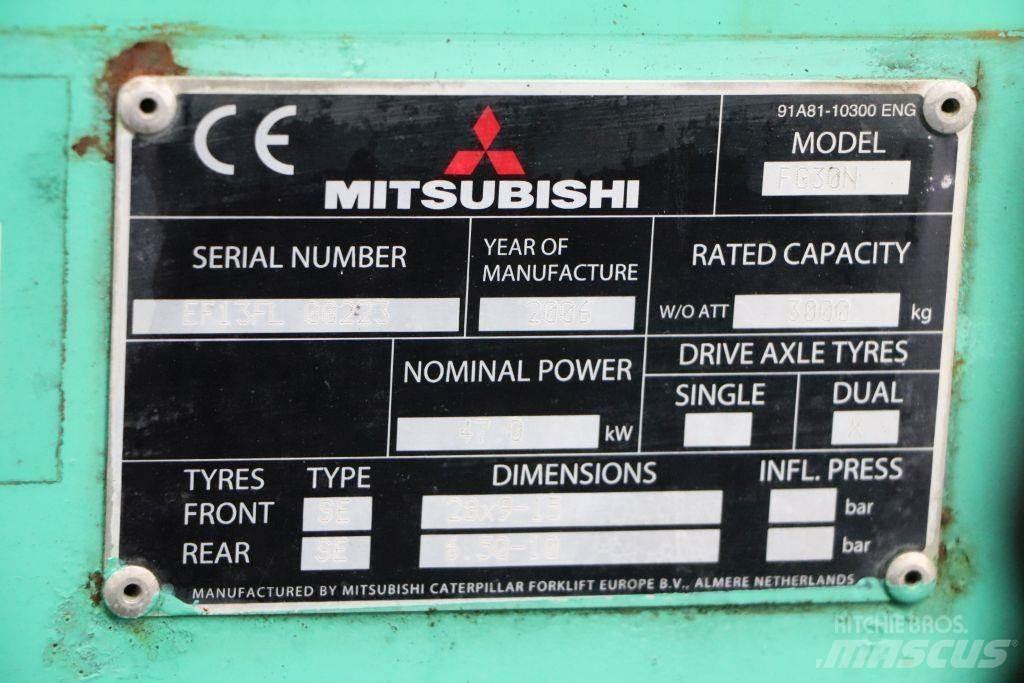 91A81-10300 ENG
CE
MITSUBISHI
MODEL
FG30N
SERIAL NUMBER
EF13FL 00223
YEAR OF
MANUFACTURE
2006
RATED CAPACITY
W/O ATT 3000 kg
NOMINAL POWER
47.0 kW
DRIVE AXLE TYRES
SINGLE DUAL
X
TYRES TYPE DIMENSIONS INFL. PRESS
FRONT SE 28x9-15 bar
REAR SE 6.50-10 bar
MANUFACTURED BY MITSUBISHI CATERPILLAR FORKLIFT EUROPE B.V., ALMERE NETHERLANDS
RITCHIE BROS.
MASCUS